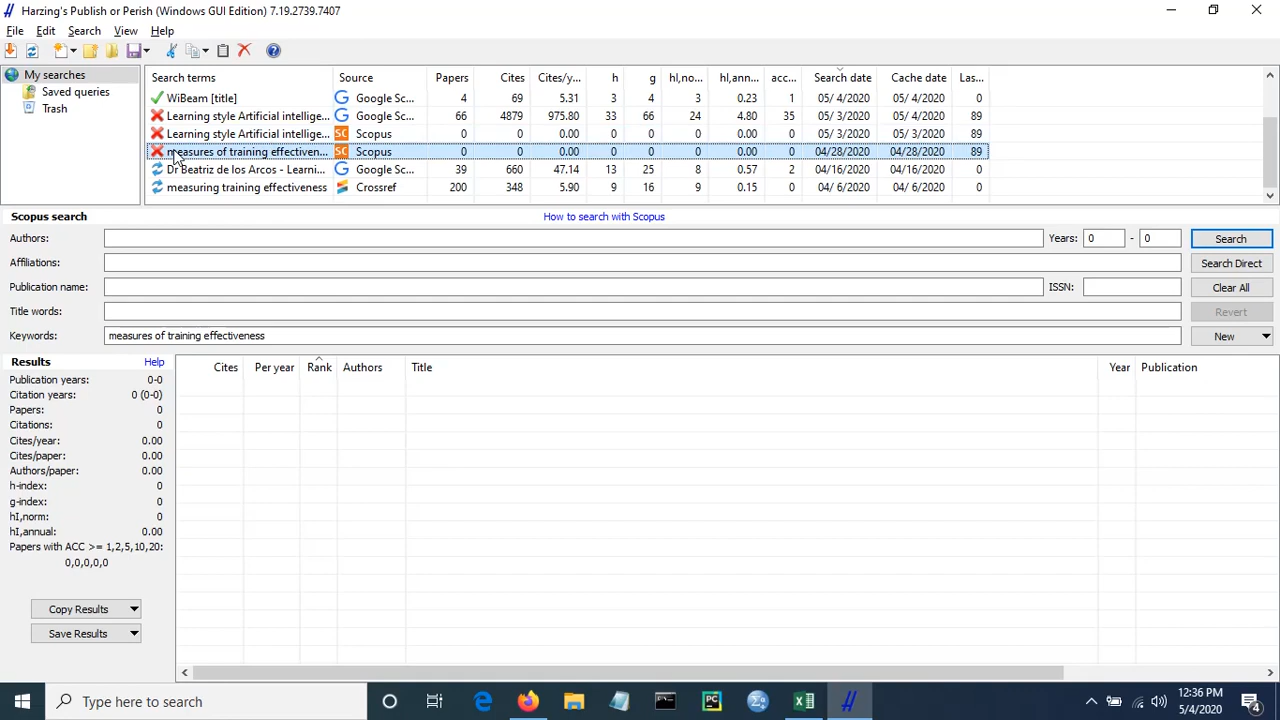 Harzing's Publish or Perish (Windows GUI Edition) 7.19.2739.7407
File Edit Search View Help
My searches
Saved queries
Trash
Search terms Source Papers Cites Cites/y... h g hI,no... hI,ann... acc... Search date Cache date Las...
WiBeam [title] Google Sc... 4 69 5.31 3 4 3 0.23 1 05/ 4/2020 05/ 4/2020 0
Learning style Artificial intellige... Google Sc... 66 4879 975.80 33 66 24 4.80 35 05/ 3/2020 05/ 3/2020 89
Learning style Artificial intellige... SC Scopus 0 0 0.00 0 0 0 0.00 0 05/ 3/2020 05/ 3/2020 89
measures of training effectiven... SC Scopus 0 0 0.00 0 0 0 0.00 0 04/28/2020 04/28/2020 89
Dr Beatriz de los Arcos - Learni... Google Sc... 39 660 47.14 13 25 8 0.57 2 04/16/2020 04/16/2020 0
measuring training effectiveness Crossref 200 348 5.90 9 16 9 0.15 0 04/ 6/2020 04/ 6/2020 0
Scopus search How to search with Scopus
Authors: Years: 0 - 0 Search
Affiliations: Search Direct
Publication name: ISSN: Clear All
Title words: Revert
Keywords: measures of training effectiveness New
Results Help
Cites Per year Rank Authors Title Year Publication
Publication years: 0-0
Citation years: 0 (0-0)
Papers: 0
Citations: 0
Cites/year: 0.00
Cites/paper: 0.00
Authors/paper: 0.00
h-index: 0
g-index: 0
hI,norm: 0
hI,annual: 0.00
Papers with ACC >= 1,2,5,10,20:
0,0,0,0,0
Copy Results
Save Results
Type here to search
12:36 PM
5/4/2020
4